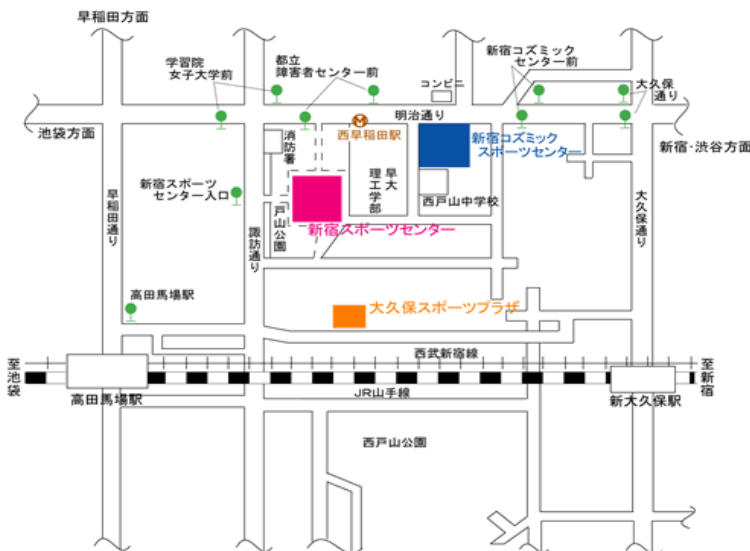 早稲田方面
学習院
女子大学前
都立
障害者センター前
コンビニ
新宿コズミック
センター前
大久保
通り
池袋方面
明治通り
西早稲田駅
新宿コズミック
スポーツセンター
新宿・渋谷方面
消防署
早大
理工学部
西戸山中学校
新宿スポーツ
センター入口
早稲田通り
諏訪通り
戸山公園
新宿スポーツセンター
大久保通り
高田馬場駅
大久保スポーツプラザ
西武新宿線
至池袋
至新宿
高田馬場駅
JR山手線
新大久保駅
西戸山公園